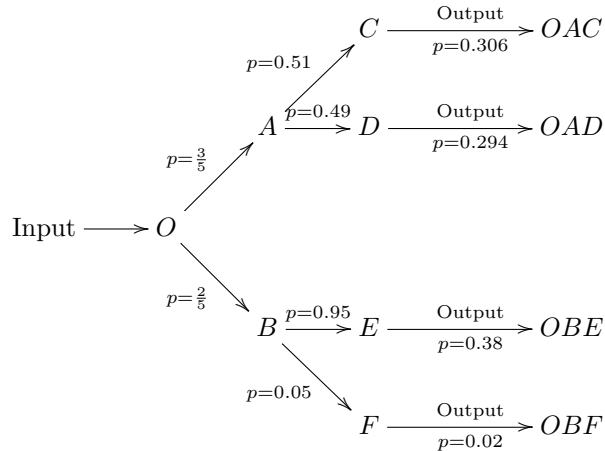 Output
C
OAC
p=0.306
p=0.51
p=0.49
Output
A
D
OAD
p=0.294
p=3/5
Input
O
p=2/5
p=0.95
Output
B
E
OBE
p=0.38
p=0.05
Output
F
OBF
p=0.02